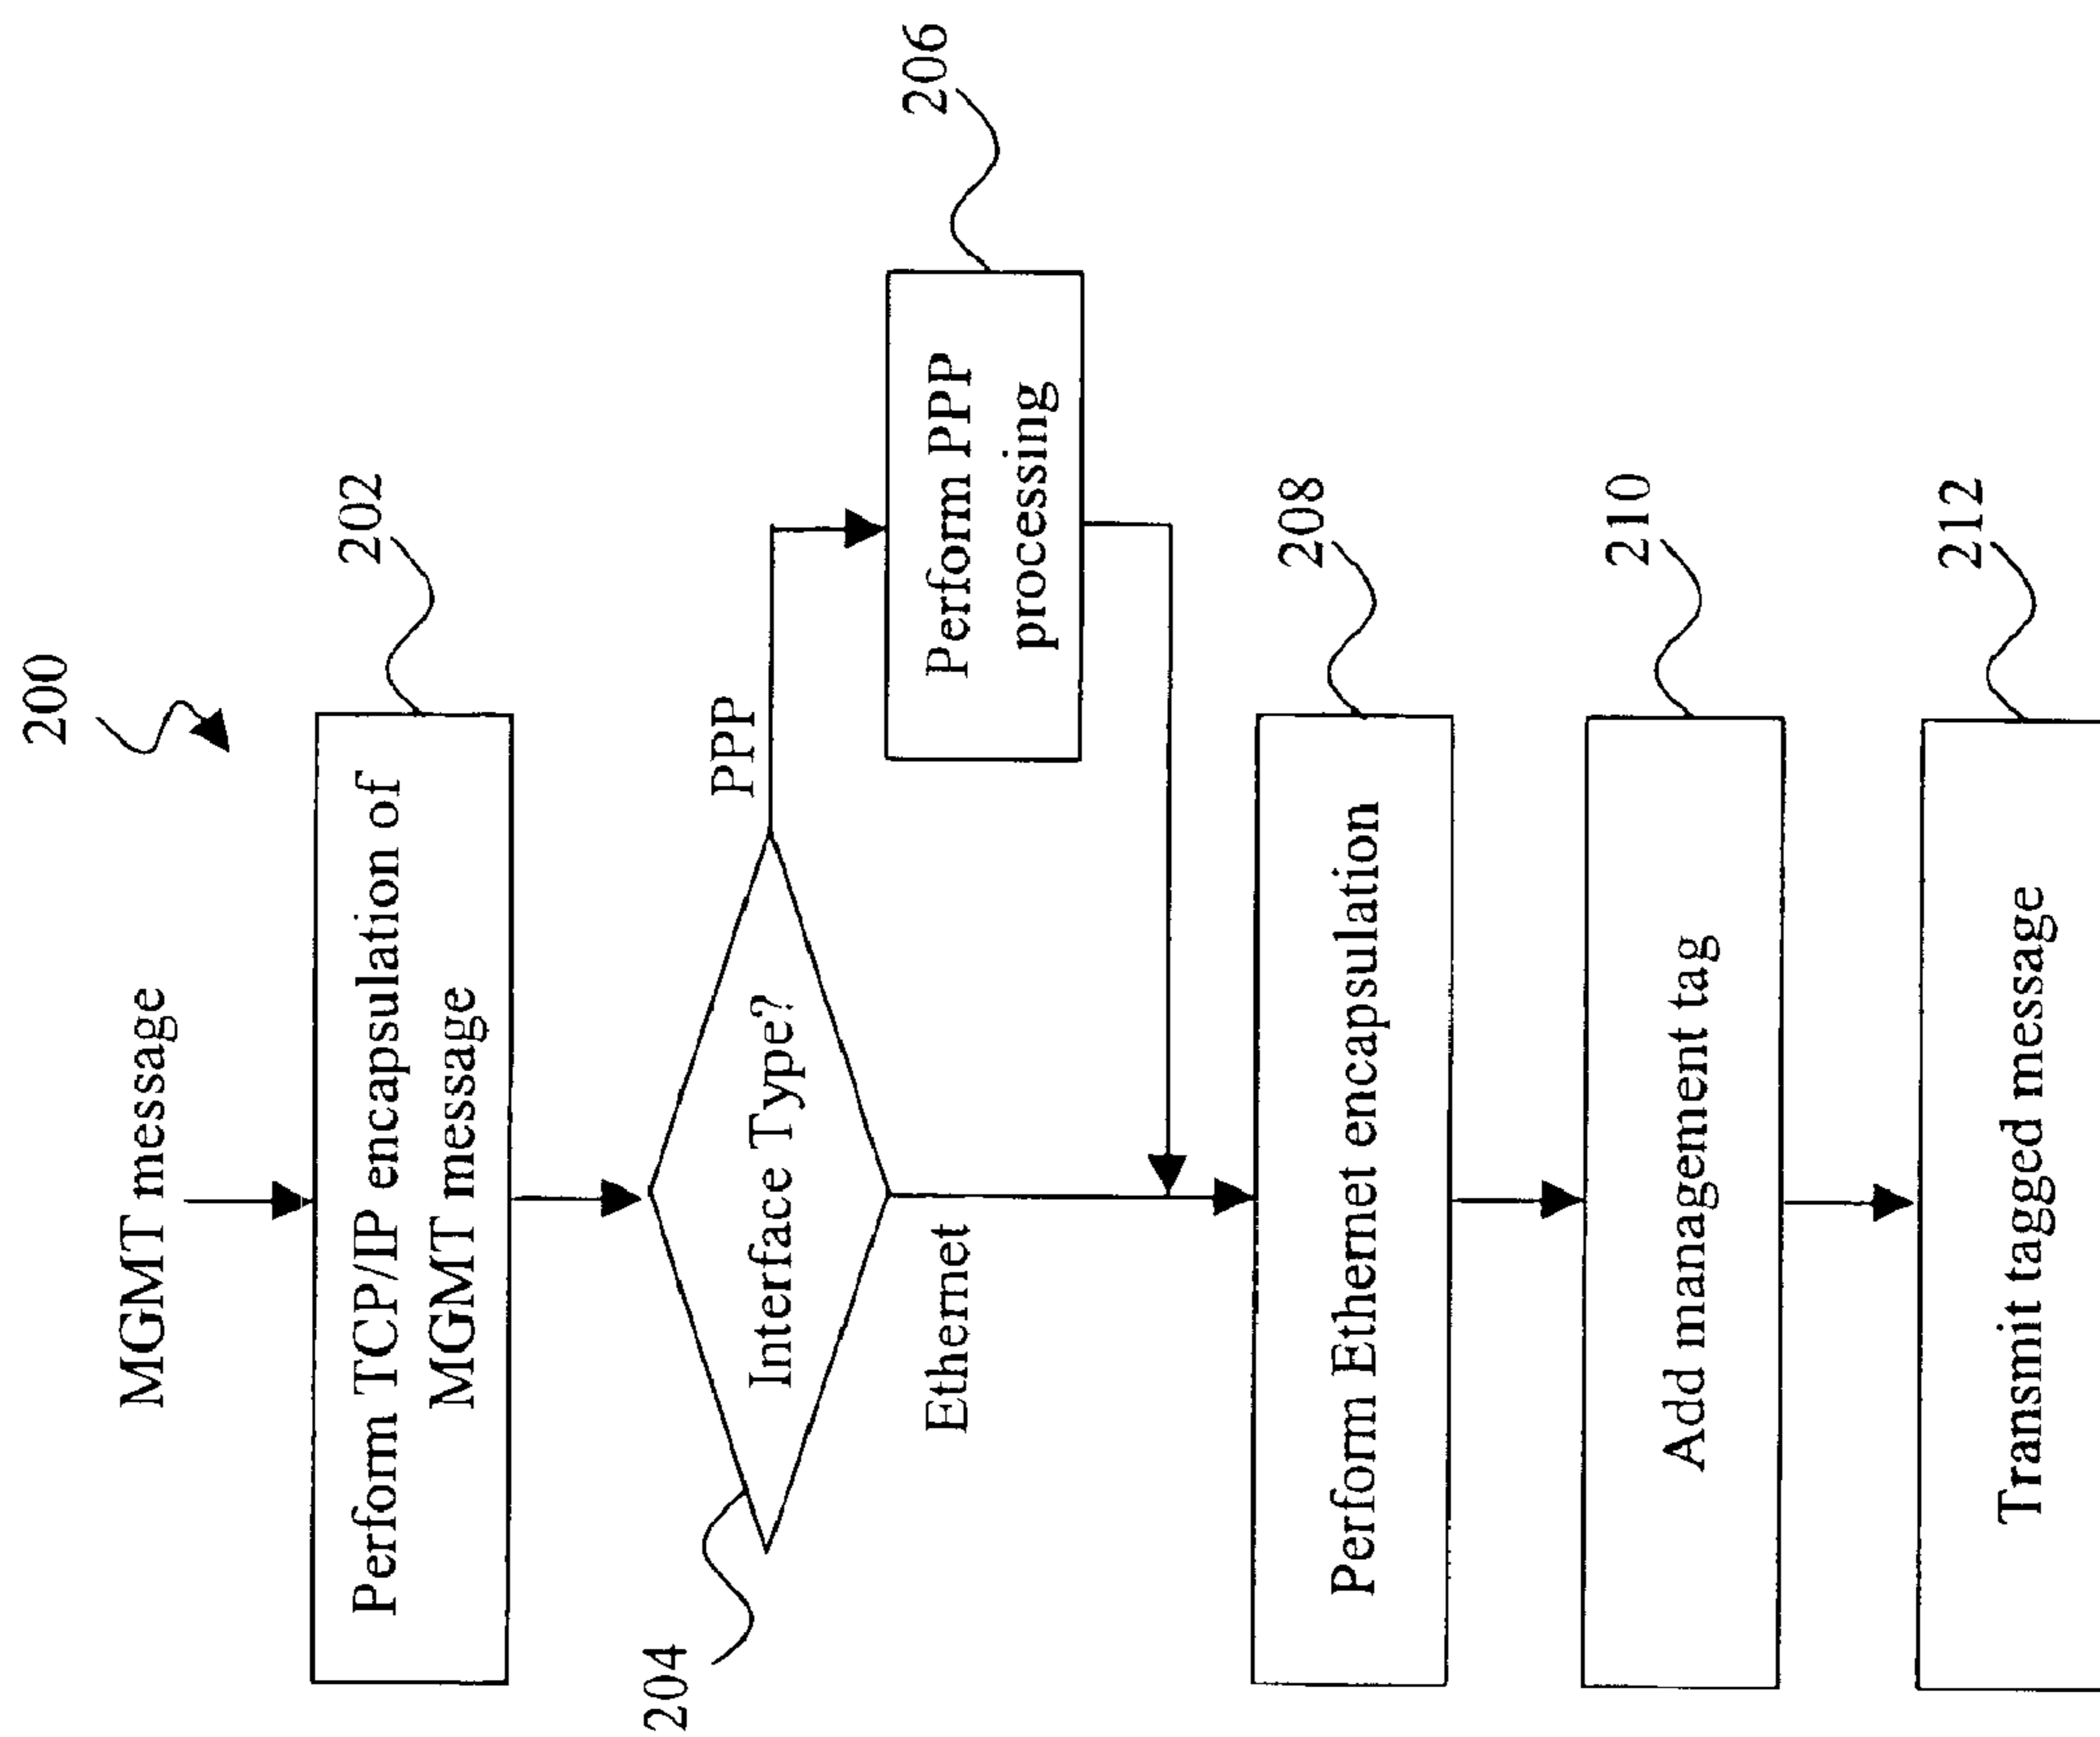 200
MGMT message
202
Perform TCP/IP encapsulation of
MGMT message
204
Interface Type?
PPP
206
Perform PPP
processing
Ethernet
208
Perform Ethernet encapsulation
210
Add management tag
212
Transmit tagged message